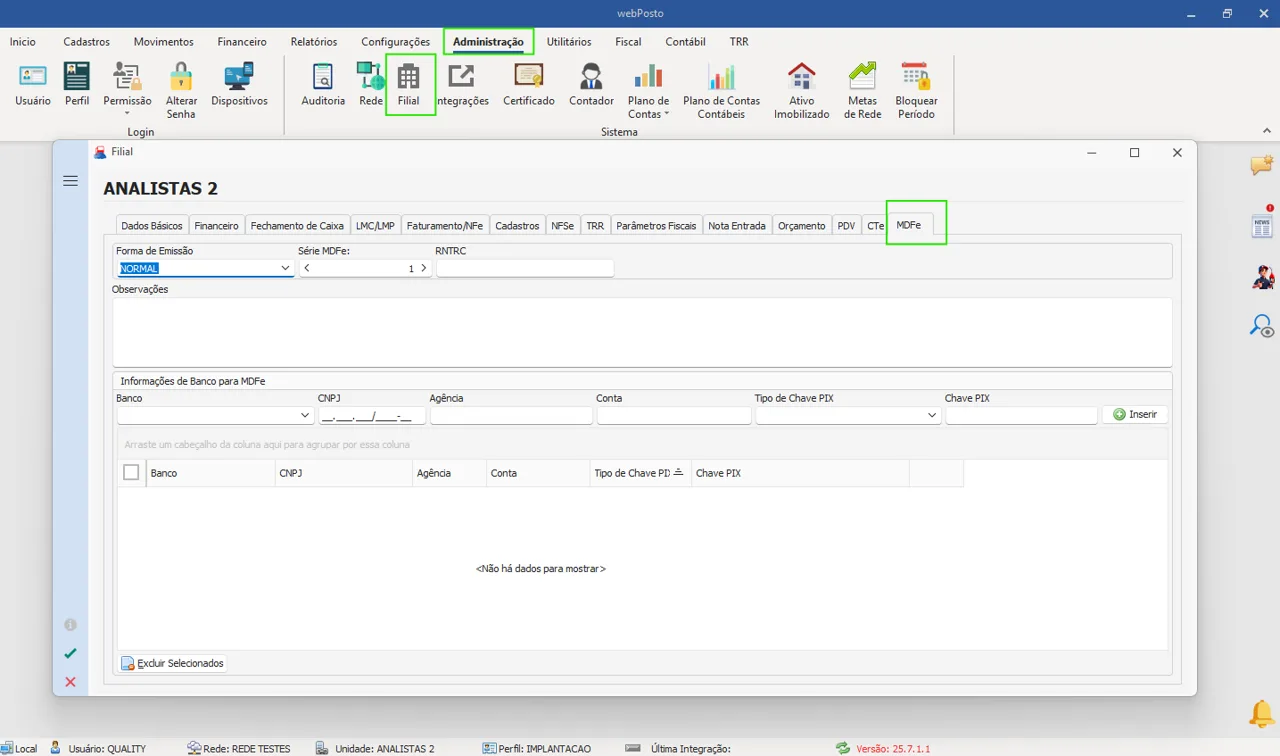 webPosto
Inicio Cadastros Movimentos Financeiro Relatórios Configurações Administração Utilitários Fiscal Contábil TRR
Usuário Perfil Permissão Alterar Senha Dispositivos Auditoria Rede Filial ntegrações Certificado Contador Plano de Contas Plano de Contas Contábeis Ativo Imobilizado Metas de Rede Bloquear Período
Login Sistema
Filial
NEWS
ANALISTAS 2
Dados Básicos Financeiro Fechamento de Caixa LMC/LMP Faturamento/NFe Cadastros NFSe TRR Parâmetros Fiscais Nota Entrada Orçamento PDV CTe MDFe
Forma de Emissão Série MDFe: RNTRC
NORMAL 1
Observações
Informações de Banco para MDFe
Banco CNPJ Agência Conta Tipo de Chave PIX Chave PIX
__.___.___/____-__ Inserir
Arraste um cabeçalho da coluna aqui para agrupar por essa coluna
Banco CNPJ Agência Conta Tipo de Chave PI Chave PIX
<Não há dados para mostrar>
Excluir Selecionados
Local Usuário: QUALITY Rede: REDE TESTES Unidade: ANALISTAS 2 Perfil: IMPLANTACAO Última Integração: Versão: 25.7.1.1